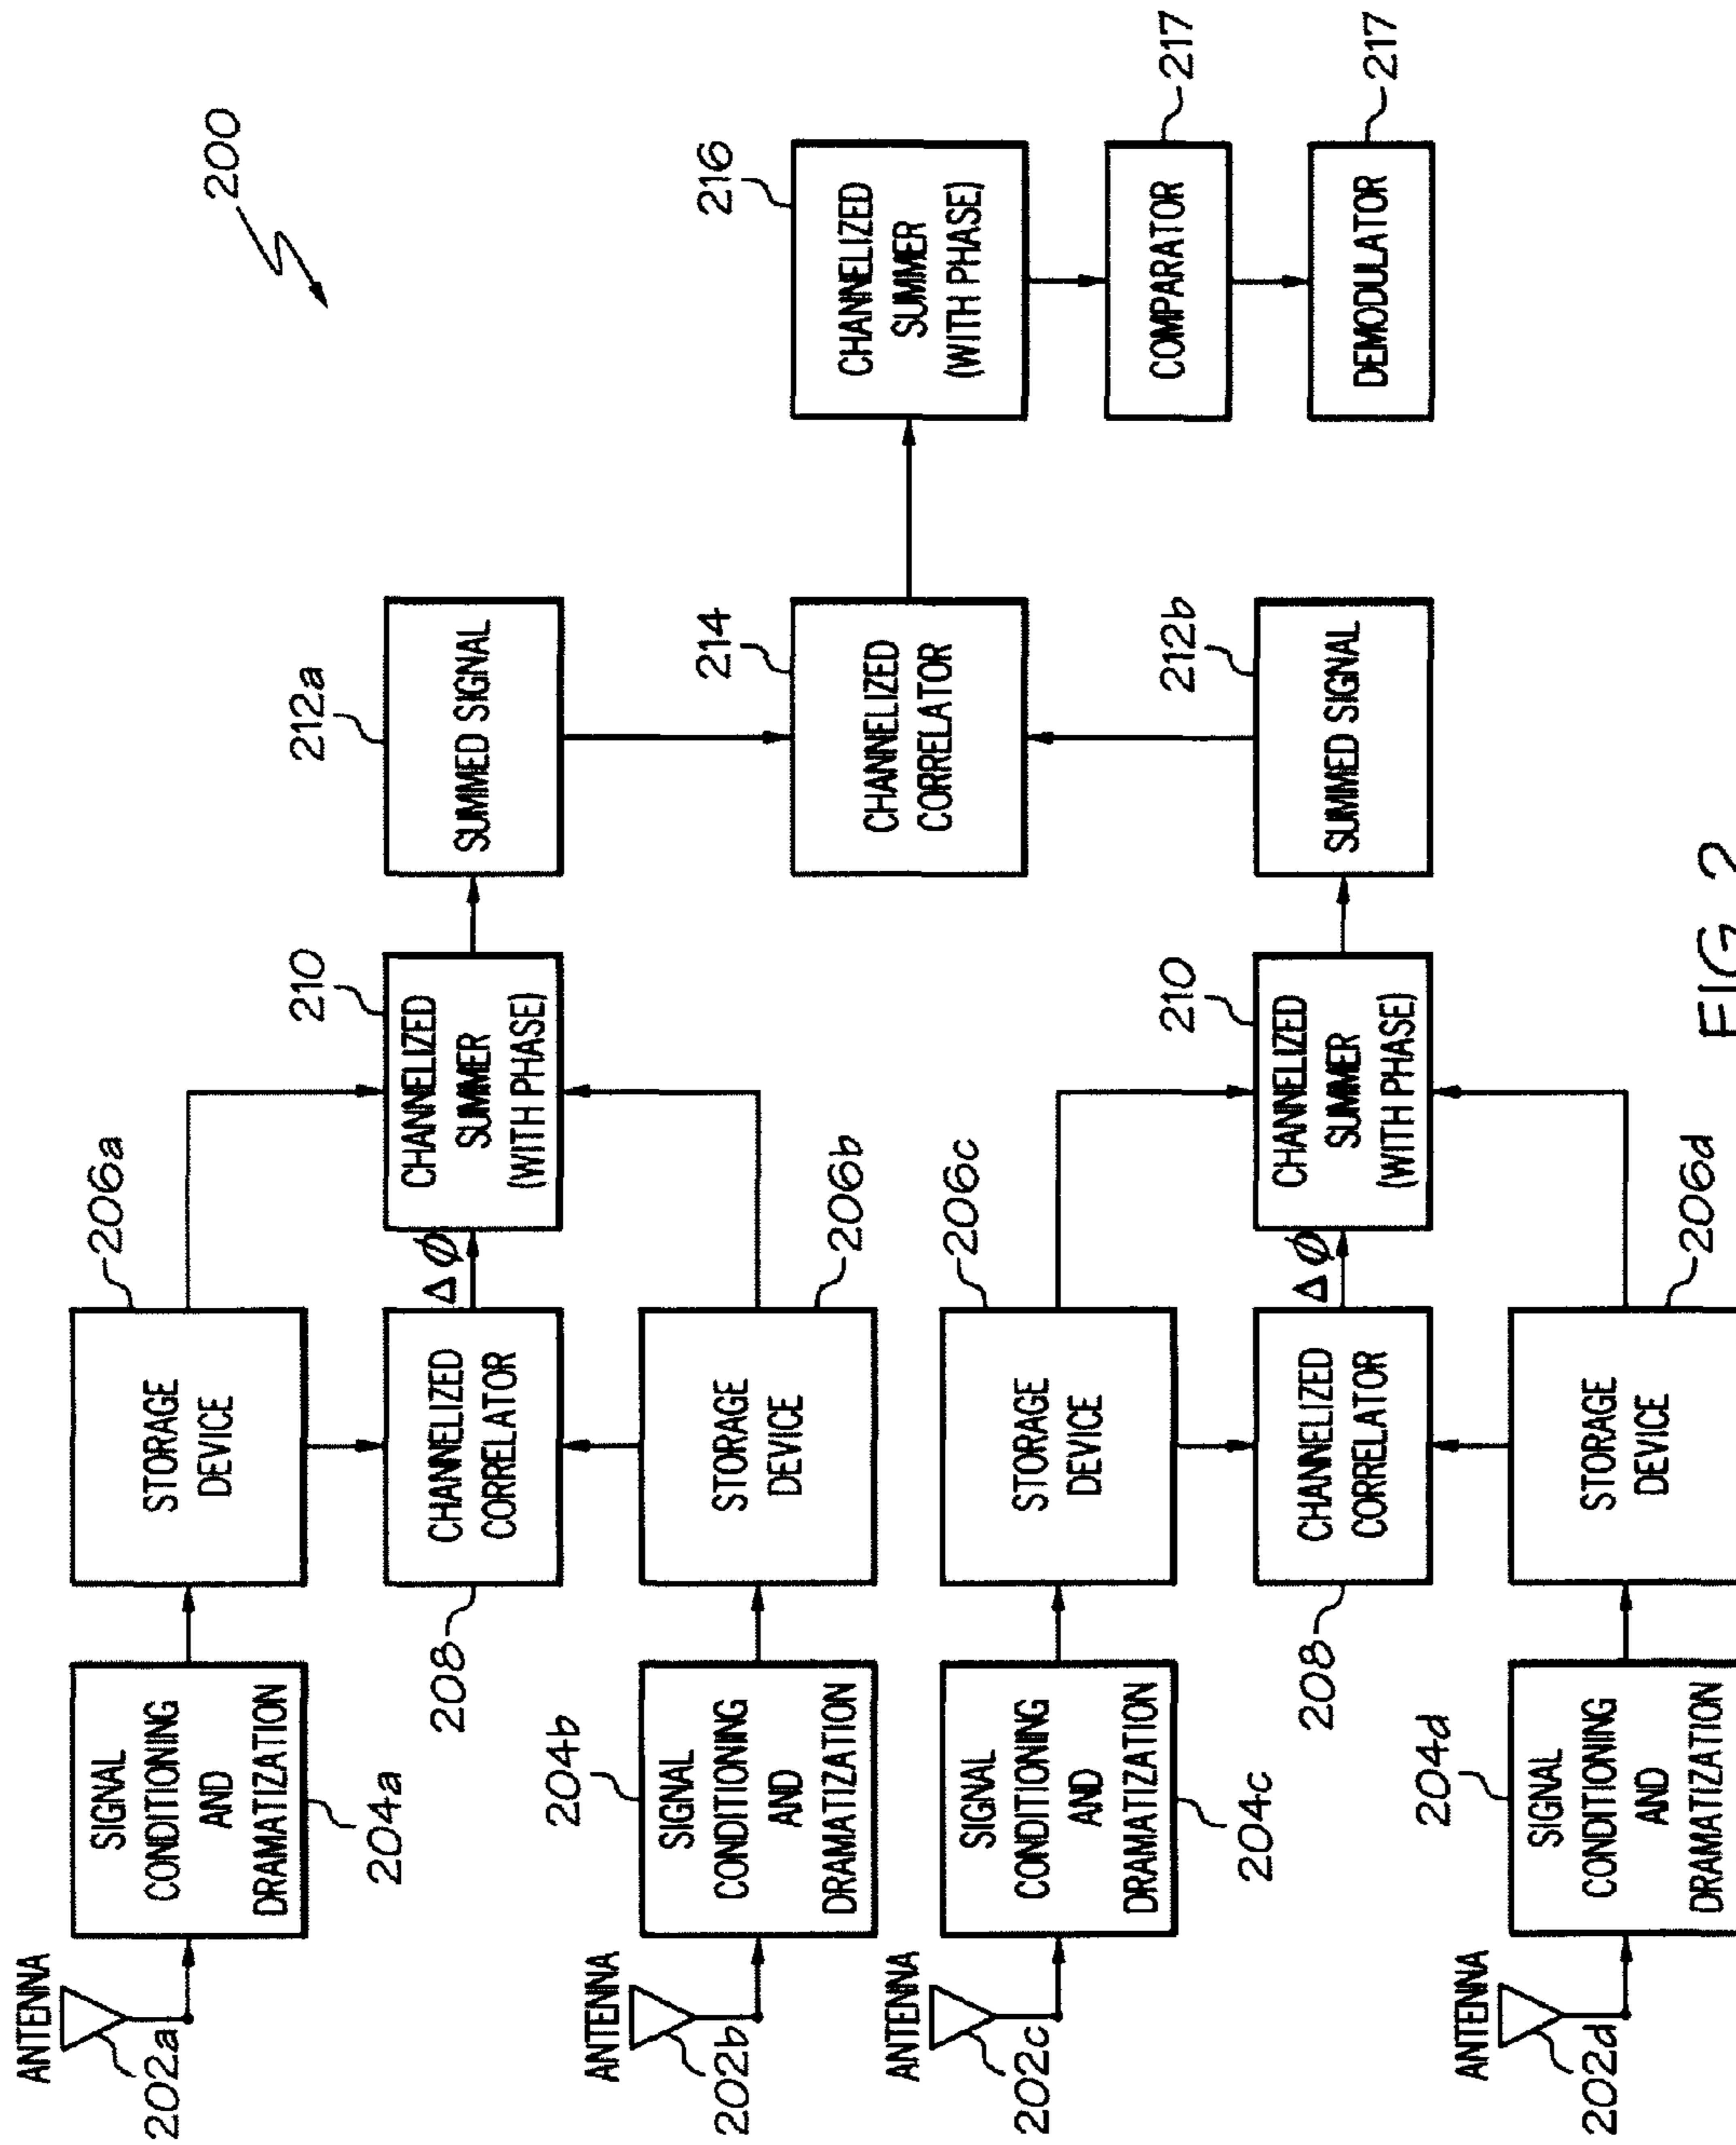 200
ANTENNA
202a
SIGNAL
CONDITIONING
AND
DRAMATIZATION
204a
STORAGE
DEVICE
206a
CHANNELIZED
CORRELATOR
208
Δ ϕ
CHANNELIZED
SUMMER
(WITH PHASE)
210
SUMMED SIGNAL
212a
ANTENNA
202b
SIGNAL
CONDITIONING
AND
DRAMATIZATION
204b
STORAGE
DEVICE
206b
CHANNELIZED
CORRELATOR
214
CHANNELIZED
SUMMER
(WITH PHASE)
216
COMPARATOR
217
DEMODULATOR
217
ANTENNA
202c
SIGNAL
CONDITIONING
AND
DRAMATIZATION
204c
STORAGE
DEVICE
206c
CHANNELIZED
CORRELATOR
208
Δ ϕ
CHANNELIZED
SUMMER
(WITH PHASE)
210
SUMMED SIGNAL
212b
ANTENNA
202d
SIGNAL
CONDITIONING
AND
DRAMATIZATION
204d
STORAGE
DEVICE
206d
FIG. 2